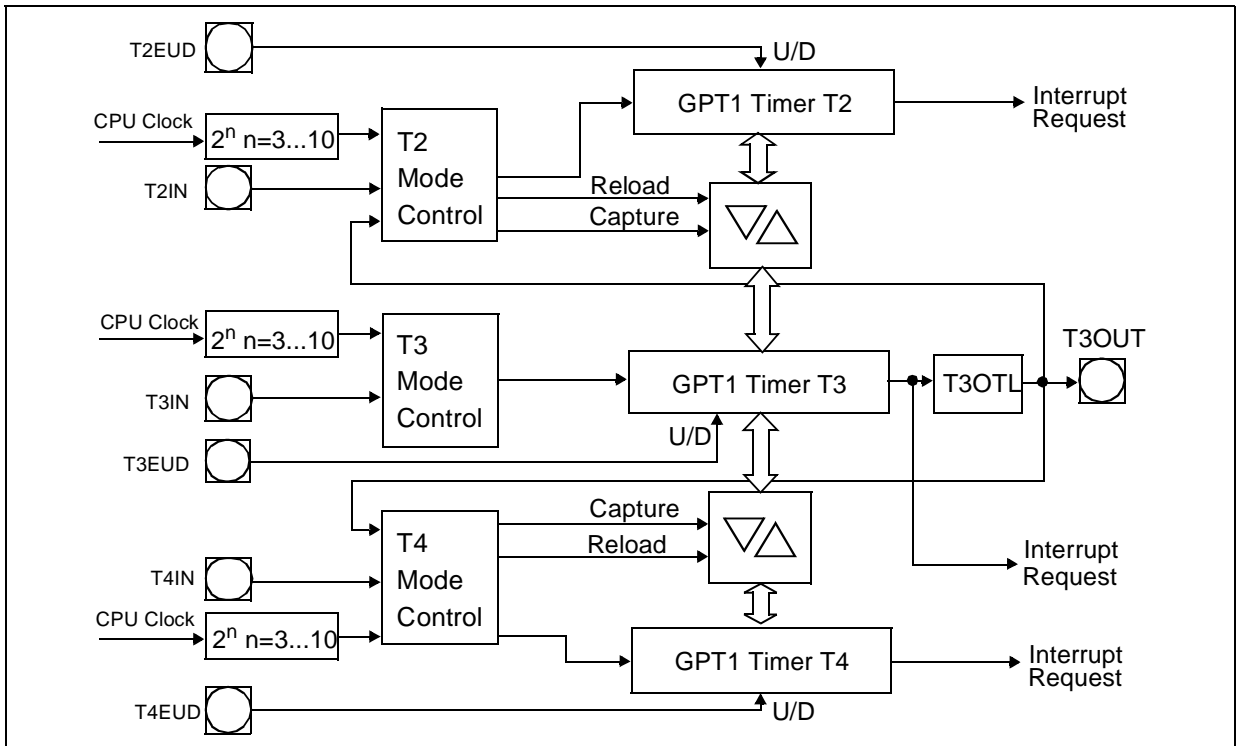 T2EUD
U/D
GPT1 Timer T2
Interrupt
Request
CPU Clock
2ⁿ n=3...10
T2
Mode
Control
T2IN
Reload
Capture
CPU Clock
2ⁿ n=3...10
T3
Mode
Control
T3IN
GPT1 Timer T3
T3OTL
T3OUT
U/D
T3EUD
T4
Mode
Control
Capture
Reload
T4IN
Interrupt
Request
CPU Clock
2ⁿ n=3...10
GPT1 Timer T4
Interrupt
Request
T4EUD
U/D